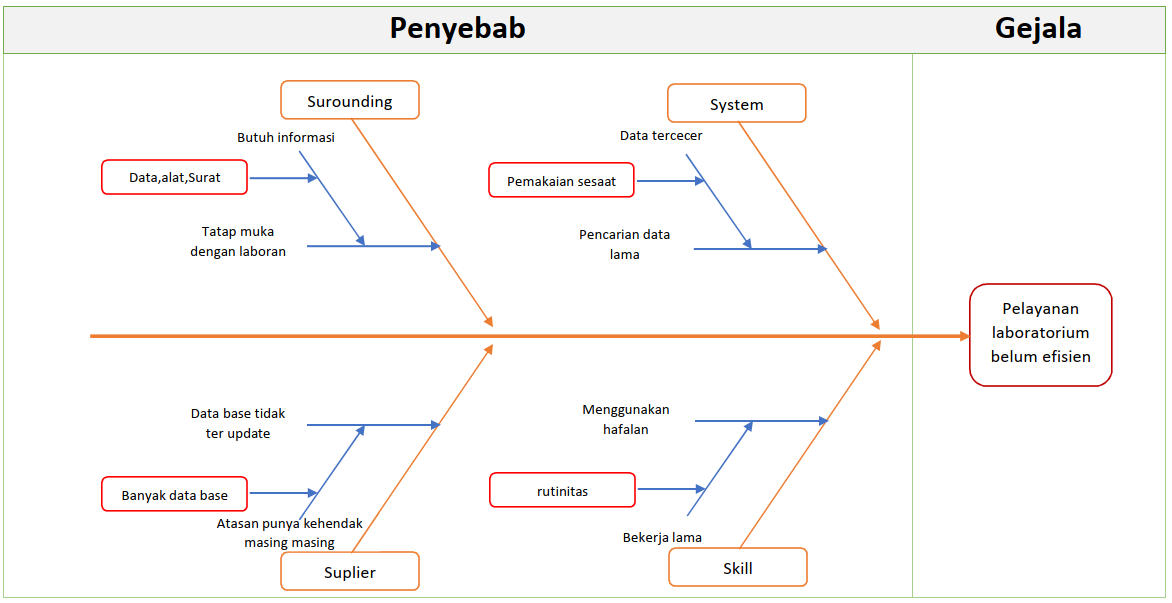 Penyebab
Gejala
Surounding
System
Butuh informasi
Data tercecer
Data,alat,Surat
Pemakaian sesaat
Tatap muka
dengan laboran
Pencarian data
lama
Pelayanan
laboratorium
belum efisien
Data base tidak
ter update
Menggunakan
hafalan
Banyak data base
rutinitas
Atasan punya kehendak
masing masing
Bekerja lama
Suplier
Skill